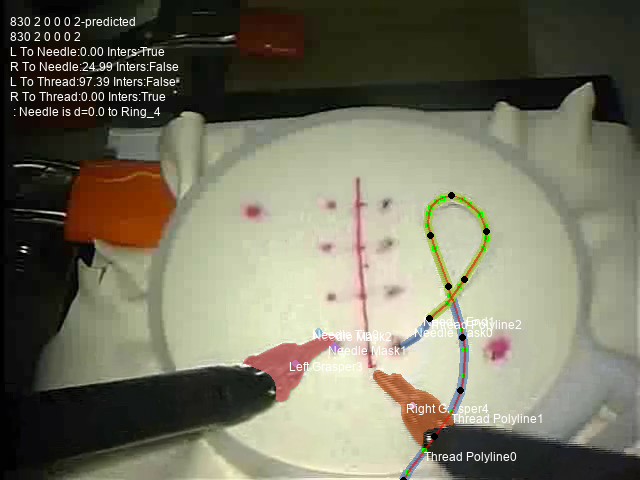 830 2 0 0 0 2-predicted
830 2 0 0 0 2
L To Needle:0.00 Inters:True
R To Needle:24.99 Inters:False
L To Thread:97.39 Inters:False
R To Thread:0.00 Inters:True
: Needle is d=0.0 to Ring_4
Thread Polyline2
Needle Mask0
Needle Mask1
Left Grasper3
Right Grasper4
Thread Polyline1
Thread Polyline0